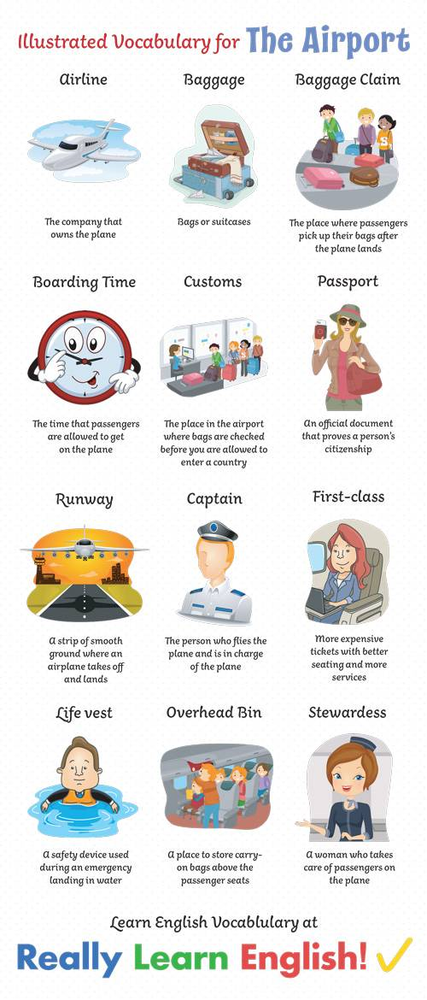 Illustrated Vocabulary for The Airport
Airline
The company that
owns the plane
Baggage
Bags or suitcases
Baggage Claim
The place where passengers
pick up their bags after
the plane lands
Boarding Time
The time that passengers
are allowed to get
on the plane
Customs
The place in the airport
where bags are checked
before you are allowed to
enter a country
Passport
An official document
that proves a person's
citizenship
Runway
A strip of smooth
ground where an
airplane takes off
and lands
Captain
The person who flies the
plane and is in charge
of the plane
First-class
More expensive
tickets with better
seating and more
services
Life vest
A safety device used
during an emergency
landing in water
Overhead Bin
A place to store carry-
on bags above the
passenger seats
Stewardess
A woman who takes
care of passengers on
the plane
Learn English Vocablulary at
Really Learn English!